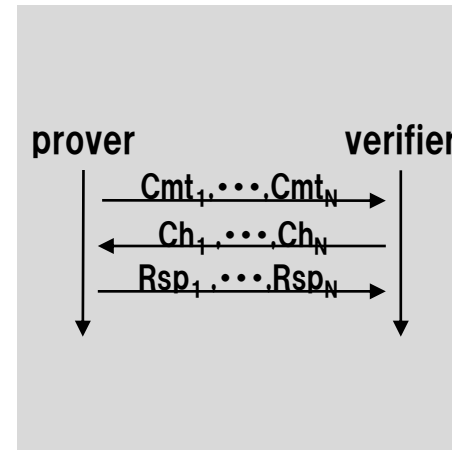 prover verifier
Cmt₁,•••,CmtN
Ch₁,•••,ChN
Rsp₁,•••,RspN